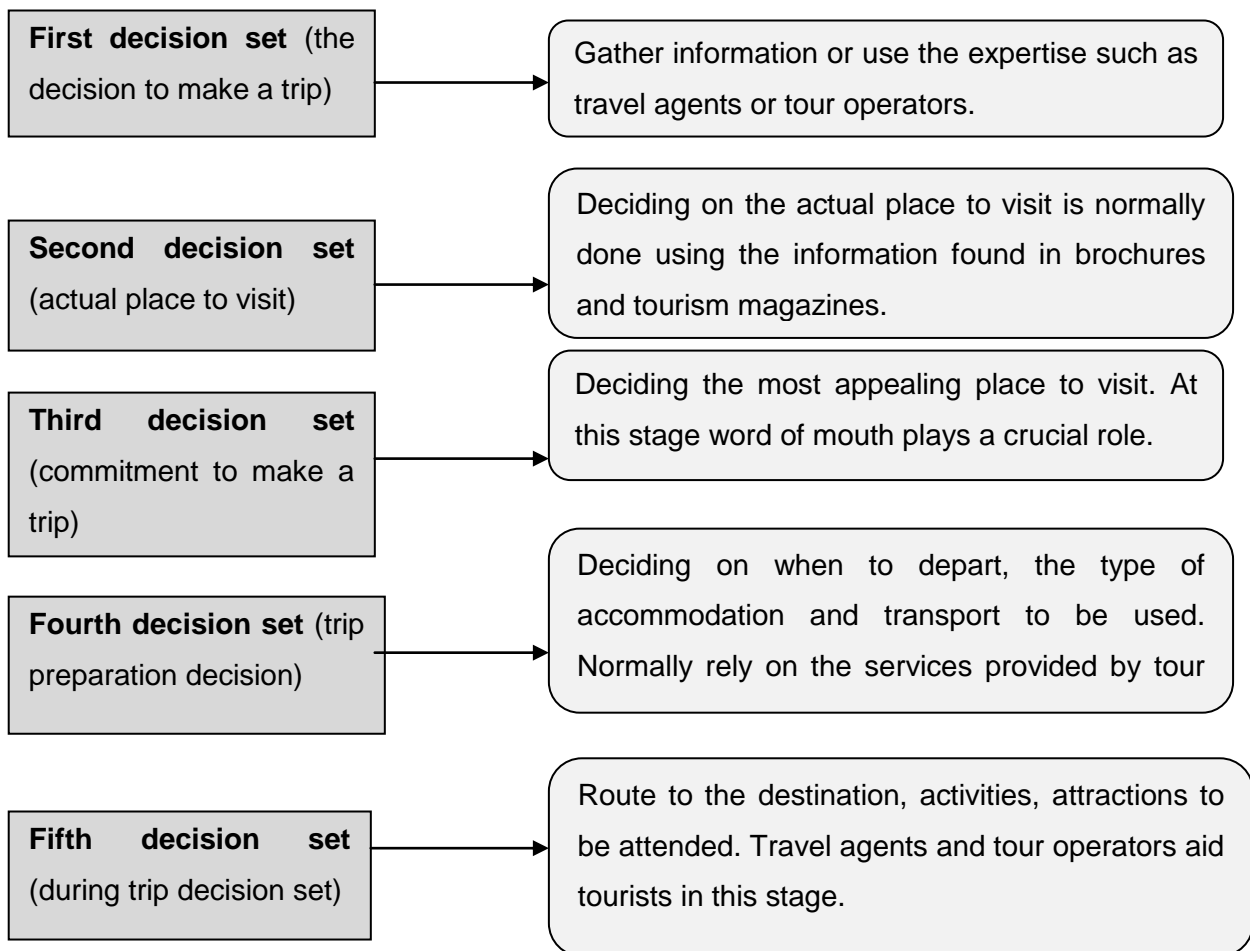 First decision set (the
decision to make a trip)
Gather information or use the expertise such as
travel agents or tour operators.
Second decision set
(actual place to visit)
Deciding on the actual place to visit is normally
done using the information found in brochures
and tourism magazines.
Third decision set
(commitment to make a
trip)
Deciding the most appealing place to visit. At
this stage word of mouth plays a crucial role.
Fourth decision set (trip
preparation decision)
Deciding on when to depart, the type of
accommodation and transport to be used.
Normally rely on the services provided by tour
Fifth decision set
(during trip decision set)
Route to the destination, activities, attractions to
be attended. Travel agents and tour operators aid
tourists in this stage.